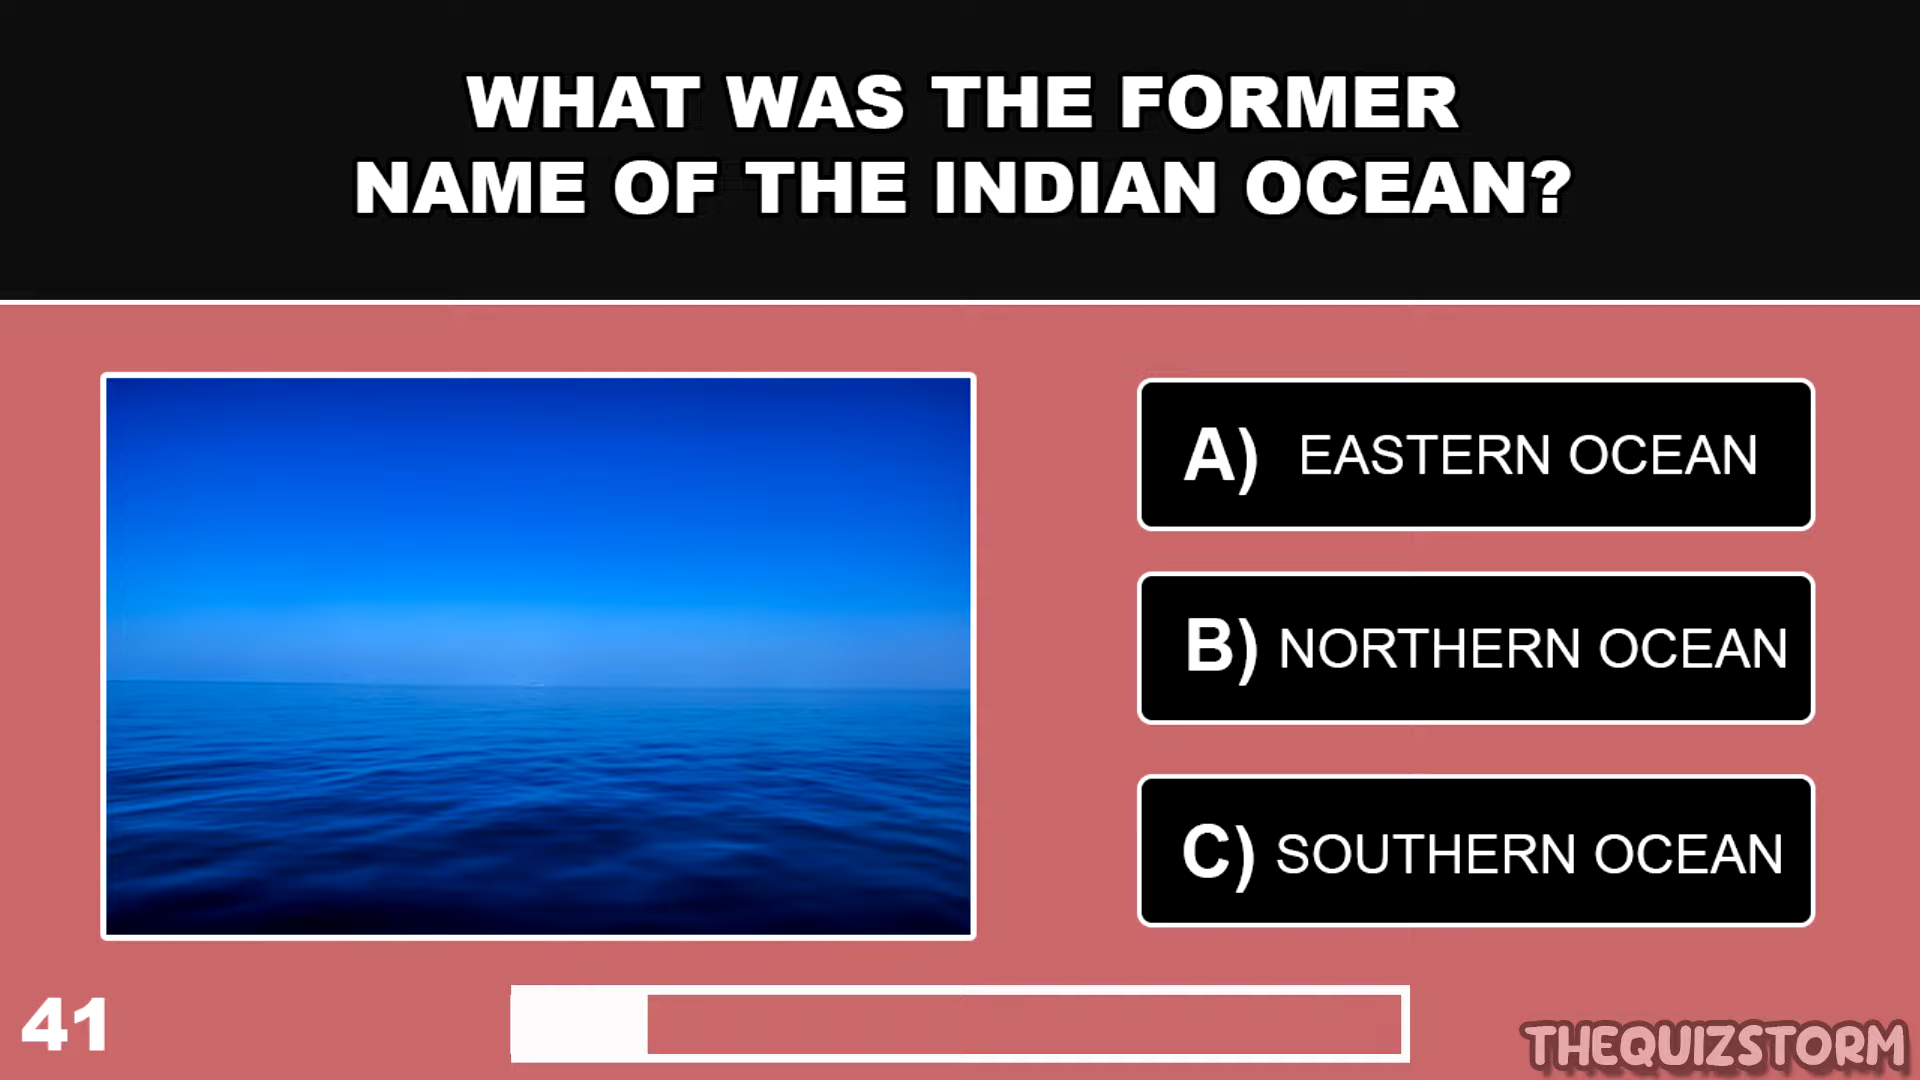 WHAT WAS THE FORMER
NAME OF THE INDIAN OCEAN?
A) EASTERN OCEAN
B) NORTHERN OCEAN
C) SOUTHERN OCEAN
41
THEQUIZSTORM